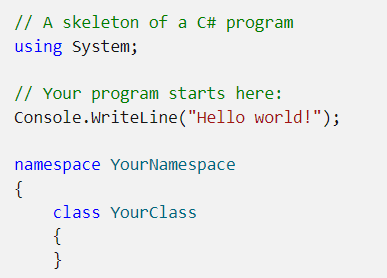 // A skeleton of a C# program
using System;

// Your program starts here:
Console.WriteLine("Hello world!");

namespace YourNamespace
{
    class YourClass
    {
    }